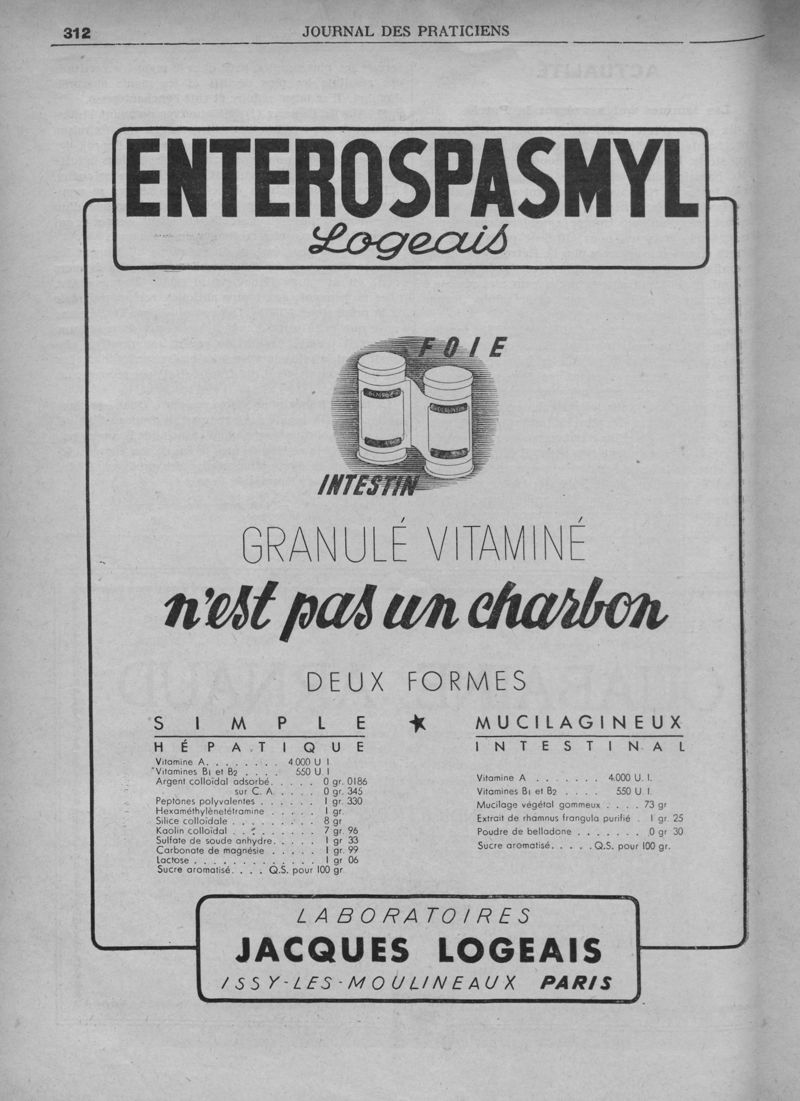 312
JOURNAL DES PRATICIENS
ENTEROSPASMYL
Logeais
FOIE
INTESTIN
GRANULÉ VITAMINÉ
n'est pas un charbon
DEUX FORMES
SIMPLE
HÉPATIQUE
Vitamine A. . . . . . . . 4 000 U I.
Vitamines B1 et B2 . . . . 550 U I
Argent colloïdal adsorbé. . . . . 0 gr. 0186
sur C. A. . . . . 0 gr. 345
Peptones polyvalentes . . . . . . 1 gr. 330
Hexaméthylènetétramine . . . . . 1 gr.
Silice colloïdale . . . . . . . . . 8 gr
Kaolin colloïdal . . . . . . . . . 7 gr. 96
Sulfate de soude anhydre. . . . . 1 gr 33
Carbonate de magnésie . . . . . 1 gr. 99
Lactose . . . . . . . . . . . . . 1 gr 06
Sucre aromatisé. . . . Q.S. pour 100 gr
★
MUCILAGINEUX
INTESTINAL
Vitamine A . . . . . . . 4.000 U. I.
Vitamines B1 et B2 . . . . 550 U. I.
Mucilage végétal gommeux . . . . 73 gr
Extrait de rhamnus frangula purifié . 1 gr. 25
Poudre de belladone . . . . . . . 0 gr 30
Sucre aromatisé. . . . . Q.S. pour 100 gr.
LABORATOIRES
JACQUES LOGEAIS
ISSY-LES-MOULINEAUX PARIS